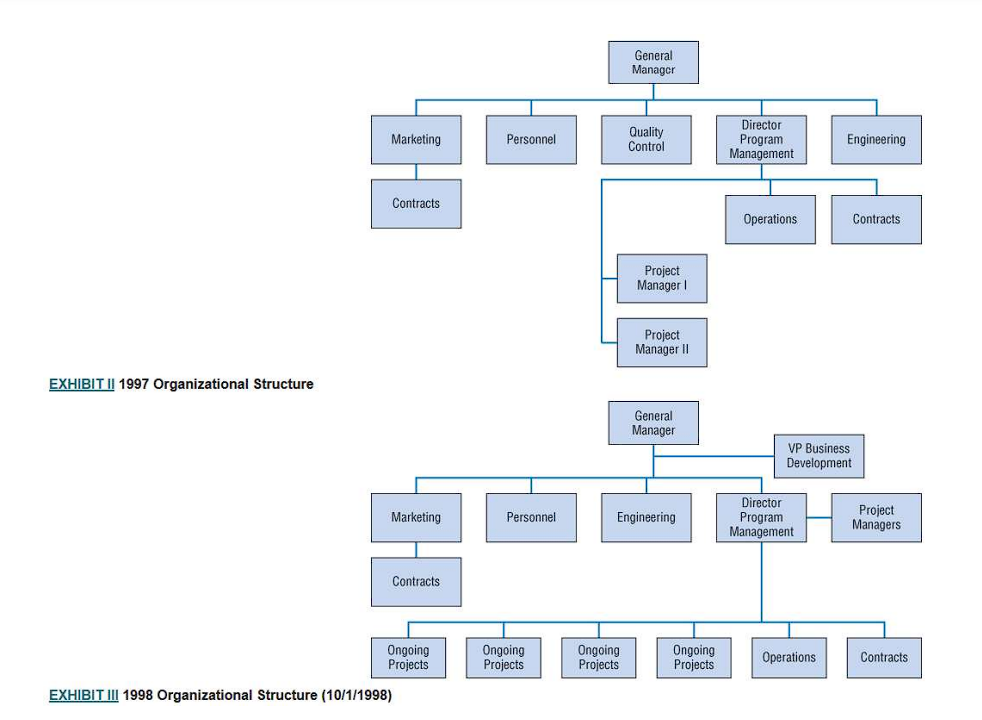 General
Manager
Marketing
Personnel
Quality
Control
Director
Program
Management
Engineering
Contracts
Operations
Contracts
Project
Manager I
Project
Manager II
EXHIBIT II 1997 Organizational Structure
General
Manager
VP Business
Development
Marketing
Personnel
Engineering
Director
Program
Management
Project
Managers
Contracts
Ongoing
Projects
Ongoing
Projects
Ongoing
Projects
Ongoing
Projects
Operations
Contracts
EXHIBIT III 1998 Organizational Structure (10/1/1998)